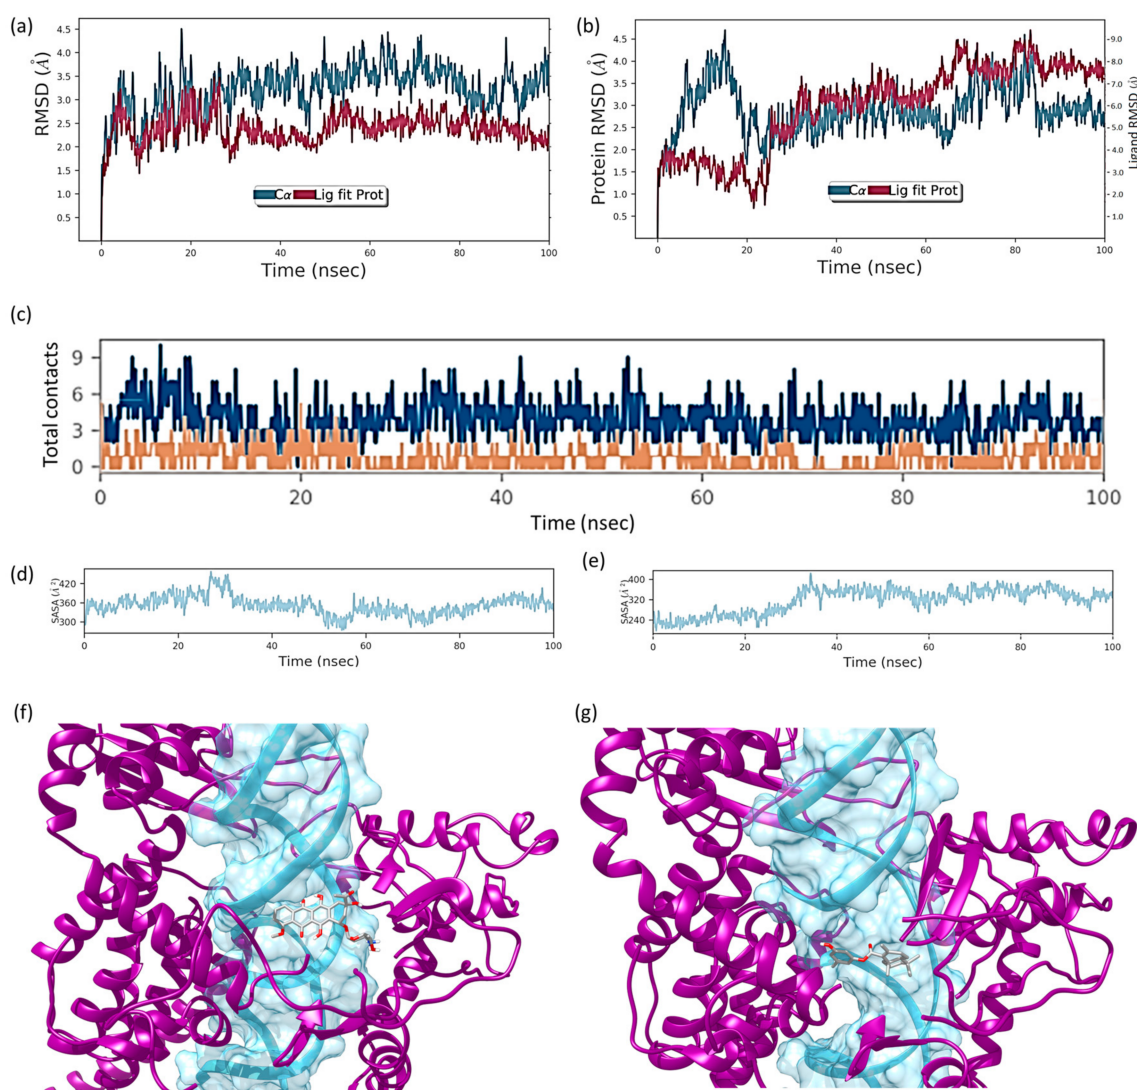 (a)
RMSD (Å)
4.5
4.0
3.5
3.0
2.5
2.0
1.5
1.0
0.5
0 20 40 60 80 100
Time (nsec)
Cα Lig fit Prot
(b)
Protein RMSD (Å)
4.5
4.0
3.5
3.0
2.5
2.0
1.5
1.0
0.5
9.0
8.0
7.0
6.0
5.0
4.0
3.0
2.0
1.0
Ligand RMSD (Å)
0 20 40 60 80 100
Time (nsec)
Cα Lig fit Prot
(c)
Total contacts
9
6
3
0
0 20 40 60 80 100
Time (nsec)
(d)
SASA (Å²)
420
360
300
0 20 40 60 80 100
Time (nsec)
(e)
SASA (Å²)
400
320
240
0 20 40 60 80 100
Time (nsec)
(f)
(g)